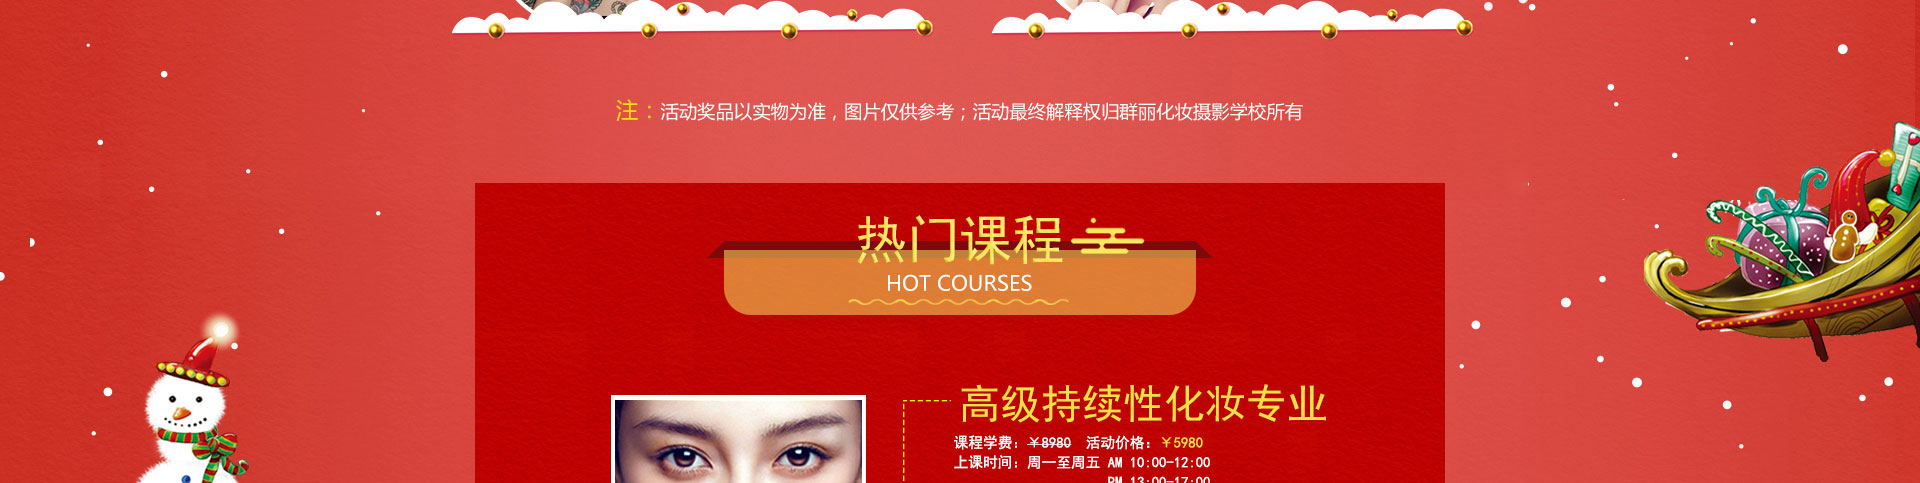 注：活动奖品以实物为准，图片仅供参考；活动最终解释权归群丽化妆摄影学校所有
热门课程
HOT COURSES
高级持续性化妆专业
课程学费：￥8980 活动价格：￥5980
上课时间：周一至周五 AM 10:00-12:00
PM 13:00-17:00